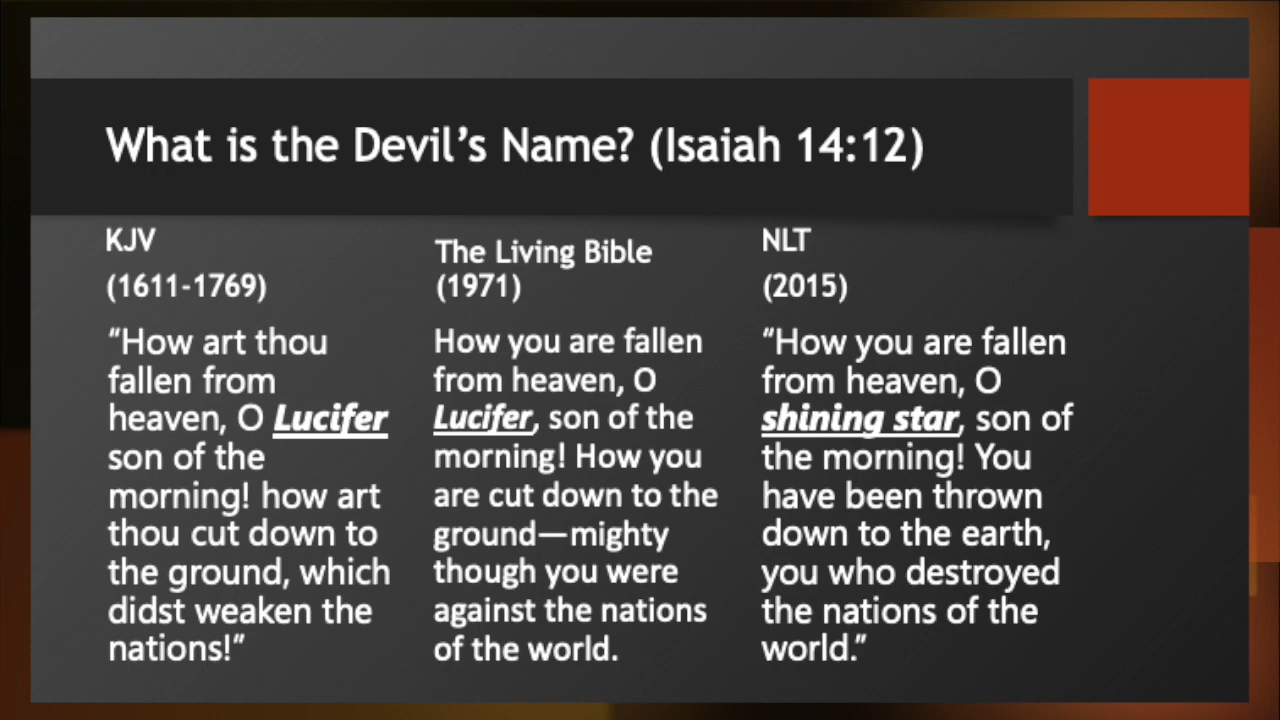 What is the Devil’s Name? (Isaiah 14:12)
KJV
(1611-1769)
“How art thou
fallen from
heaven, O Lucifer
son of the
morning! how art
thou cut down to
the ground, which
didst weaken the
nations!”
The Living Bible
(1971)
How you are fallen
from heaven, O
Lucifer, son of the
morning! How you
are cut down to the
ground—mighty
though you were
against the nations
of the world.
NLT
(2015)
“How you are fallen
from heaven, O
shining star, son of
the morning! You
have been thrown
down to the earth,
you who destroyed
the nations of the
world.”